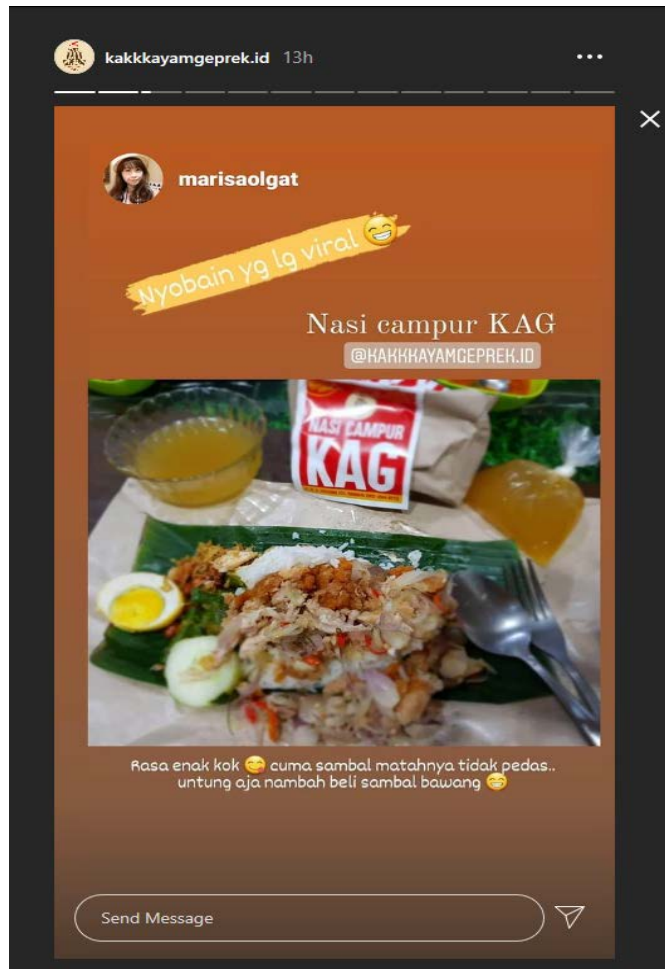 kakkkayamgeprek.id 13h
marisaolgat
Nyobain yg lg viral 😁
Nasi campur KAG
@KAKKKAYAMGEPREK.ID
NASI CAMPUR
KAG
Rasa enak kok 😋 cuma sambal matahnya tidak pedas..
untung aja nambah beli sambal bawang 😁
Send Message